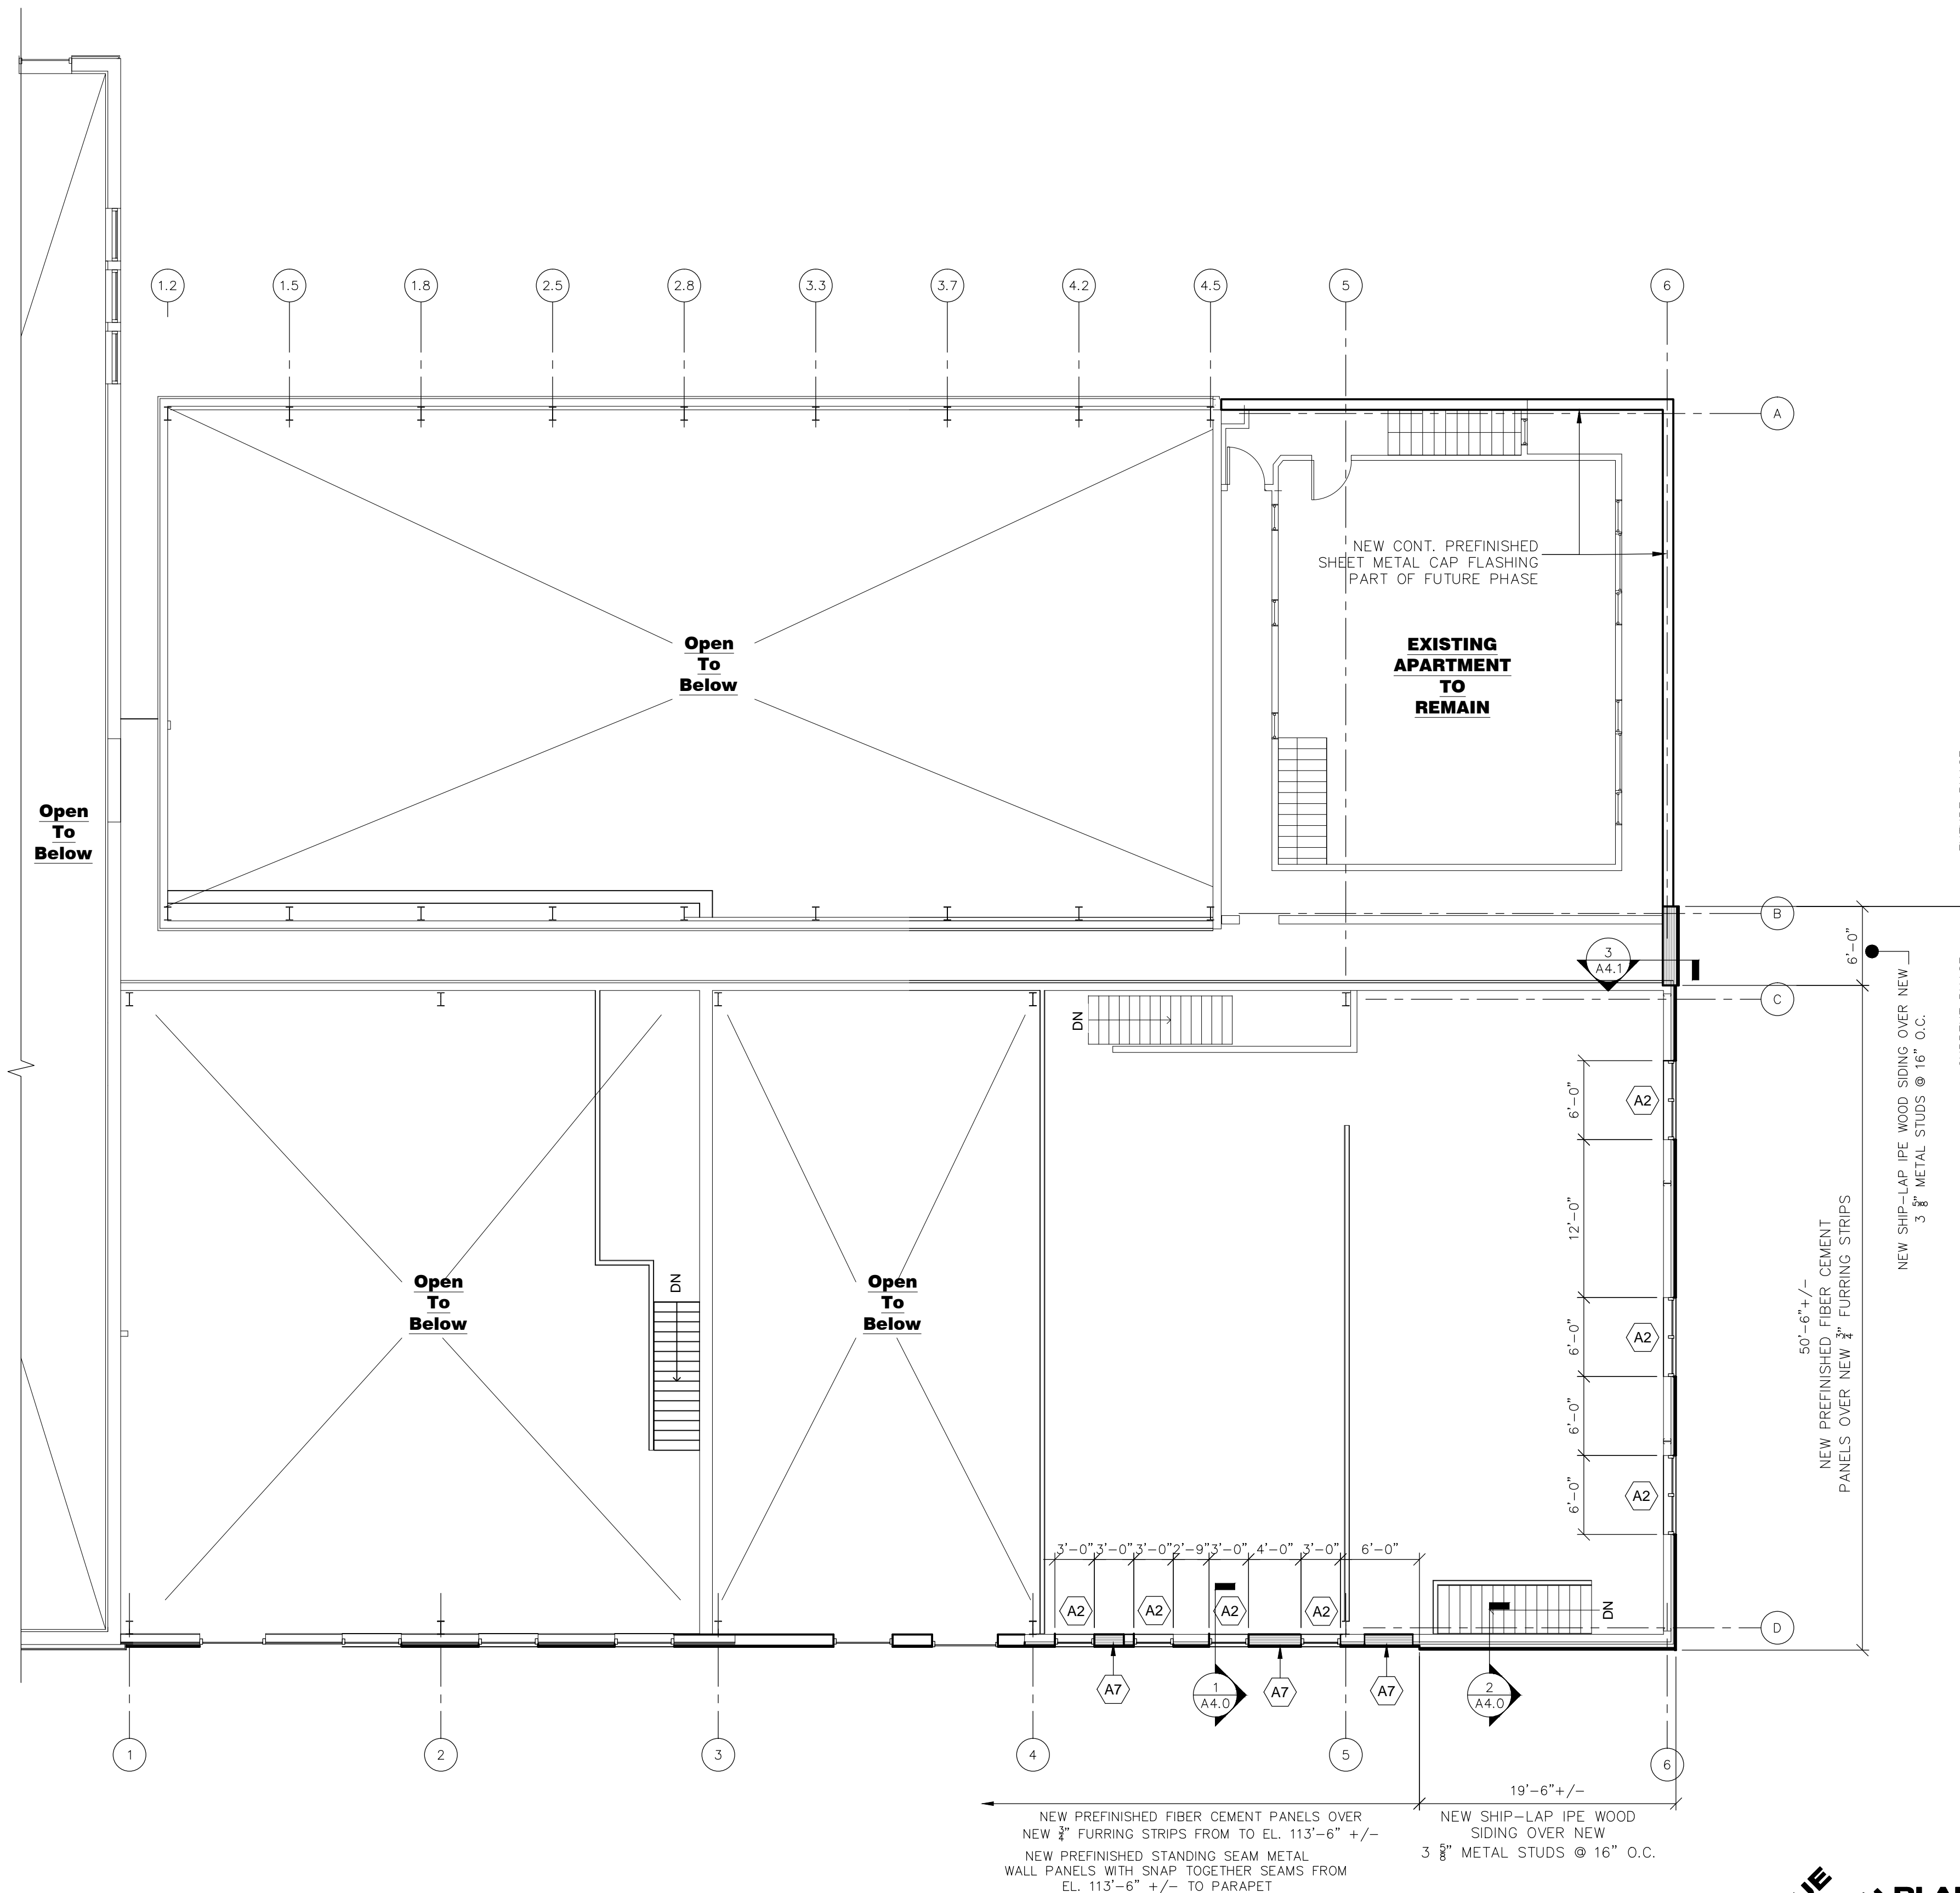 1.2
1.5
1.8
2.5
2.8
3.3
3.7
4.2
4.5
5
6
A
NEW CONT. PREFINISHED
SHEET METAL CAP FLASHING
PART OF FUTURE PHASE
Open
To
Below
EXISTING
APARTMENT
TO
REMAIN
Open
To
Below
B
6'-0"
3
A4.1
C
NEW SHIP-LAP IPE WOOD SIDING OVER NEW
3 5/8" METAL STUDS @ 16" O.C.
DN
6'-0"
A2
12'-0"
50'-6"+/-
NEW PREFINISHED FIBER CEMENT
PANELS OVER NEW 3/4" FURRING STRIPS
Open
To
Below
DN
Open
To
Below
6'-0"
A2
6'-0"
6'-0"
A2
3'-0"
3'-0"
3'-0"
2'-9"
3'-0"
4'-0"
3'-0"
6'-0"
A2
A2
A2
A2
DN
D
A7
1
A4.0
A7
A7
2
A4.0
1
2
3
4
5
6
19'-6"+/-
NEW PREFINISHED FIBER CEMENT PANELS OVER
NEW 3/4" FURRING STRIPS FROM TO EL. 113'-6" +/-
NEW PREFINISHED STANDING SEAM METAL
WALL PANELS WITH SNAP TOGETHER SEAMS FROM
EL. 113'-6" +/- TO PARAPET
NEW SHIP-LAP IPE WOOD
SIDING OVER NEW
3 5/8" METAL STUDS @ 16" O.C.